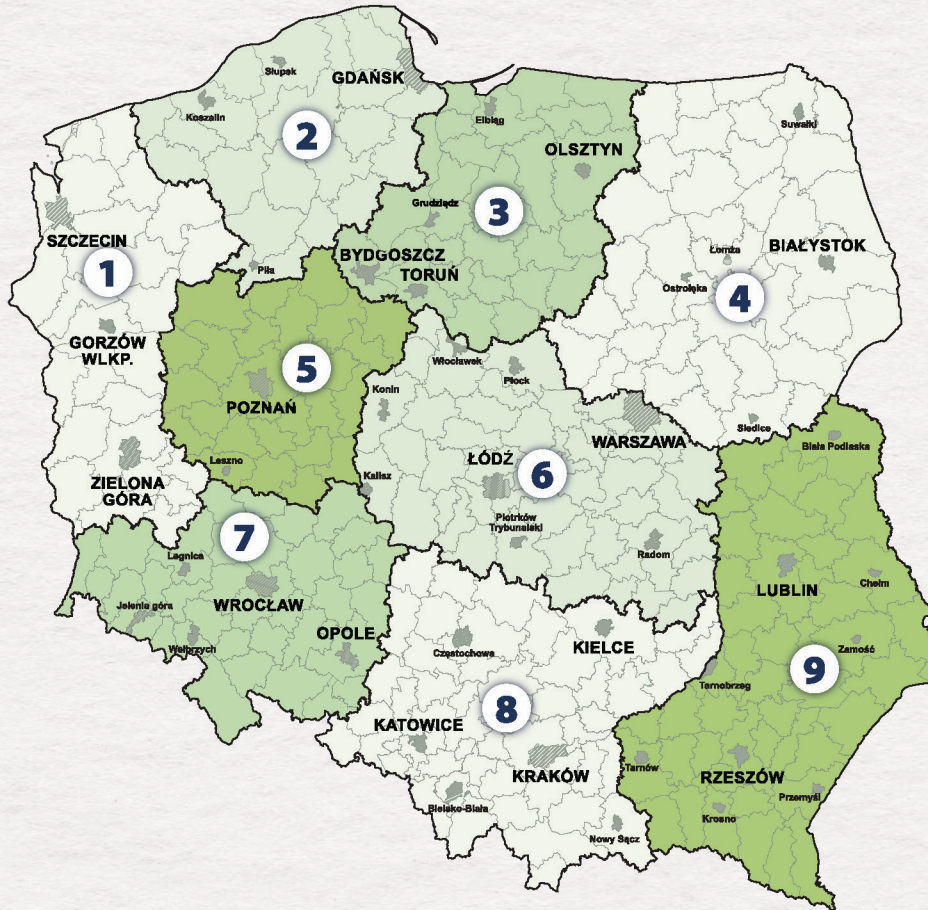 Słupsk
GDAŃSK
Koszalin
2
Elbląg
Suwałki
OLSZTYN
Grudziądz
3
SZCZECIN
1
BYDGOSZCZ
TORUŃ
Piła
Łomża
BIAŁYSTOK
Ostrołęka
4
GORZÓW
WLKP.
5
POZNAŃ
Leszno
Włocławek
Płock
Konin
WARSZAWA
Siedlce
Biała Podlaska
ZIELONA
GÓRA
ŁÓDŹ
6
Kalisz
Piotrków
Trybunalski
Radom
7
Legnica
WROCŁAW
Jelenia góra
Wałbrzych
OPOLE
LUBLIN
Chełm
Zamość
9
Tarnobrzeg
Częstochowa
KIELCE
8
KATOWICE
KRAKÓW
Bielsko-Biała
Nowy Sącz
Tarnów
RZESZÓW
Przemyśl
Krosno